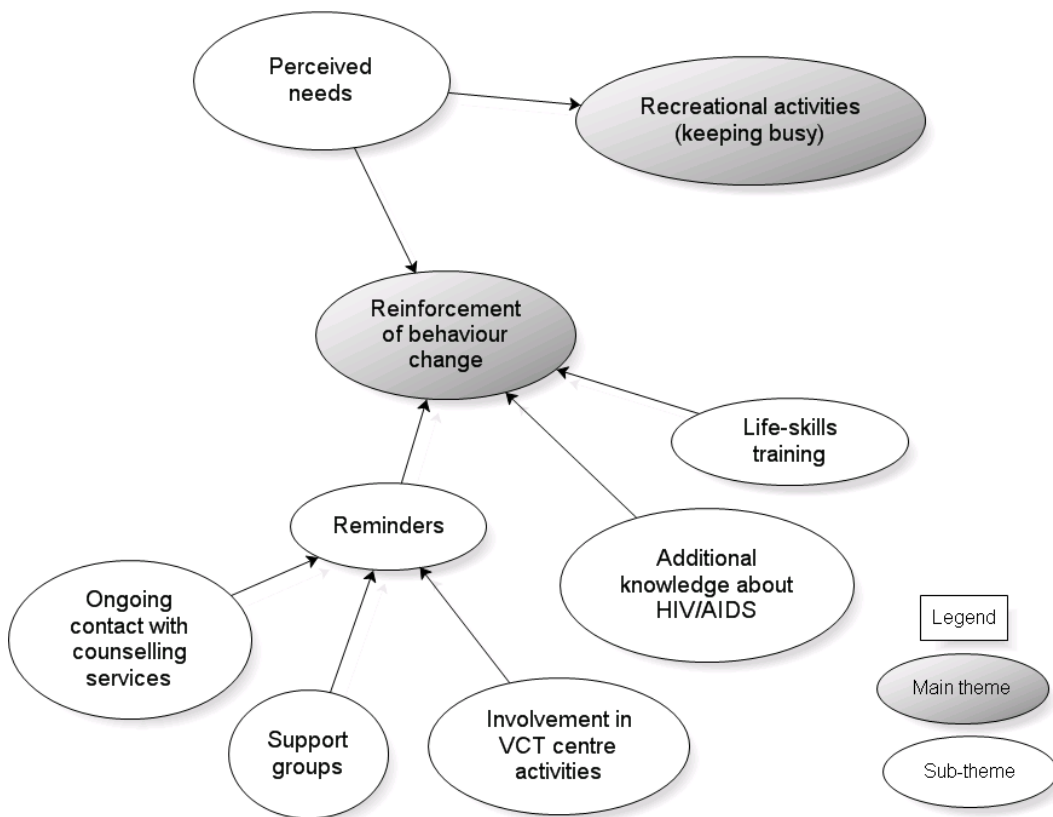 Perceived
needs
Recreational activities
(keeping busy)
Reinforcement
of behaviour
change
Life-skills
training
Reminders
Additional
knowledge about
HIV/AIDS
Ongoing
contact with
counselling
services
Support
groups
Involvement in
VCT centre
activities
Legend
Main theme
Sub-theme